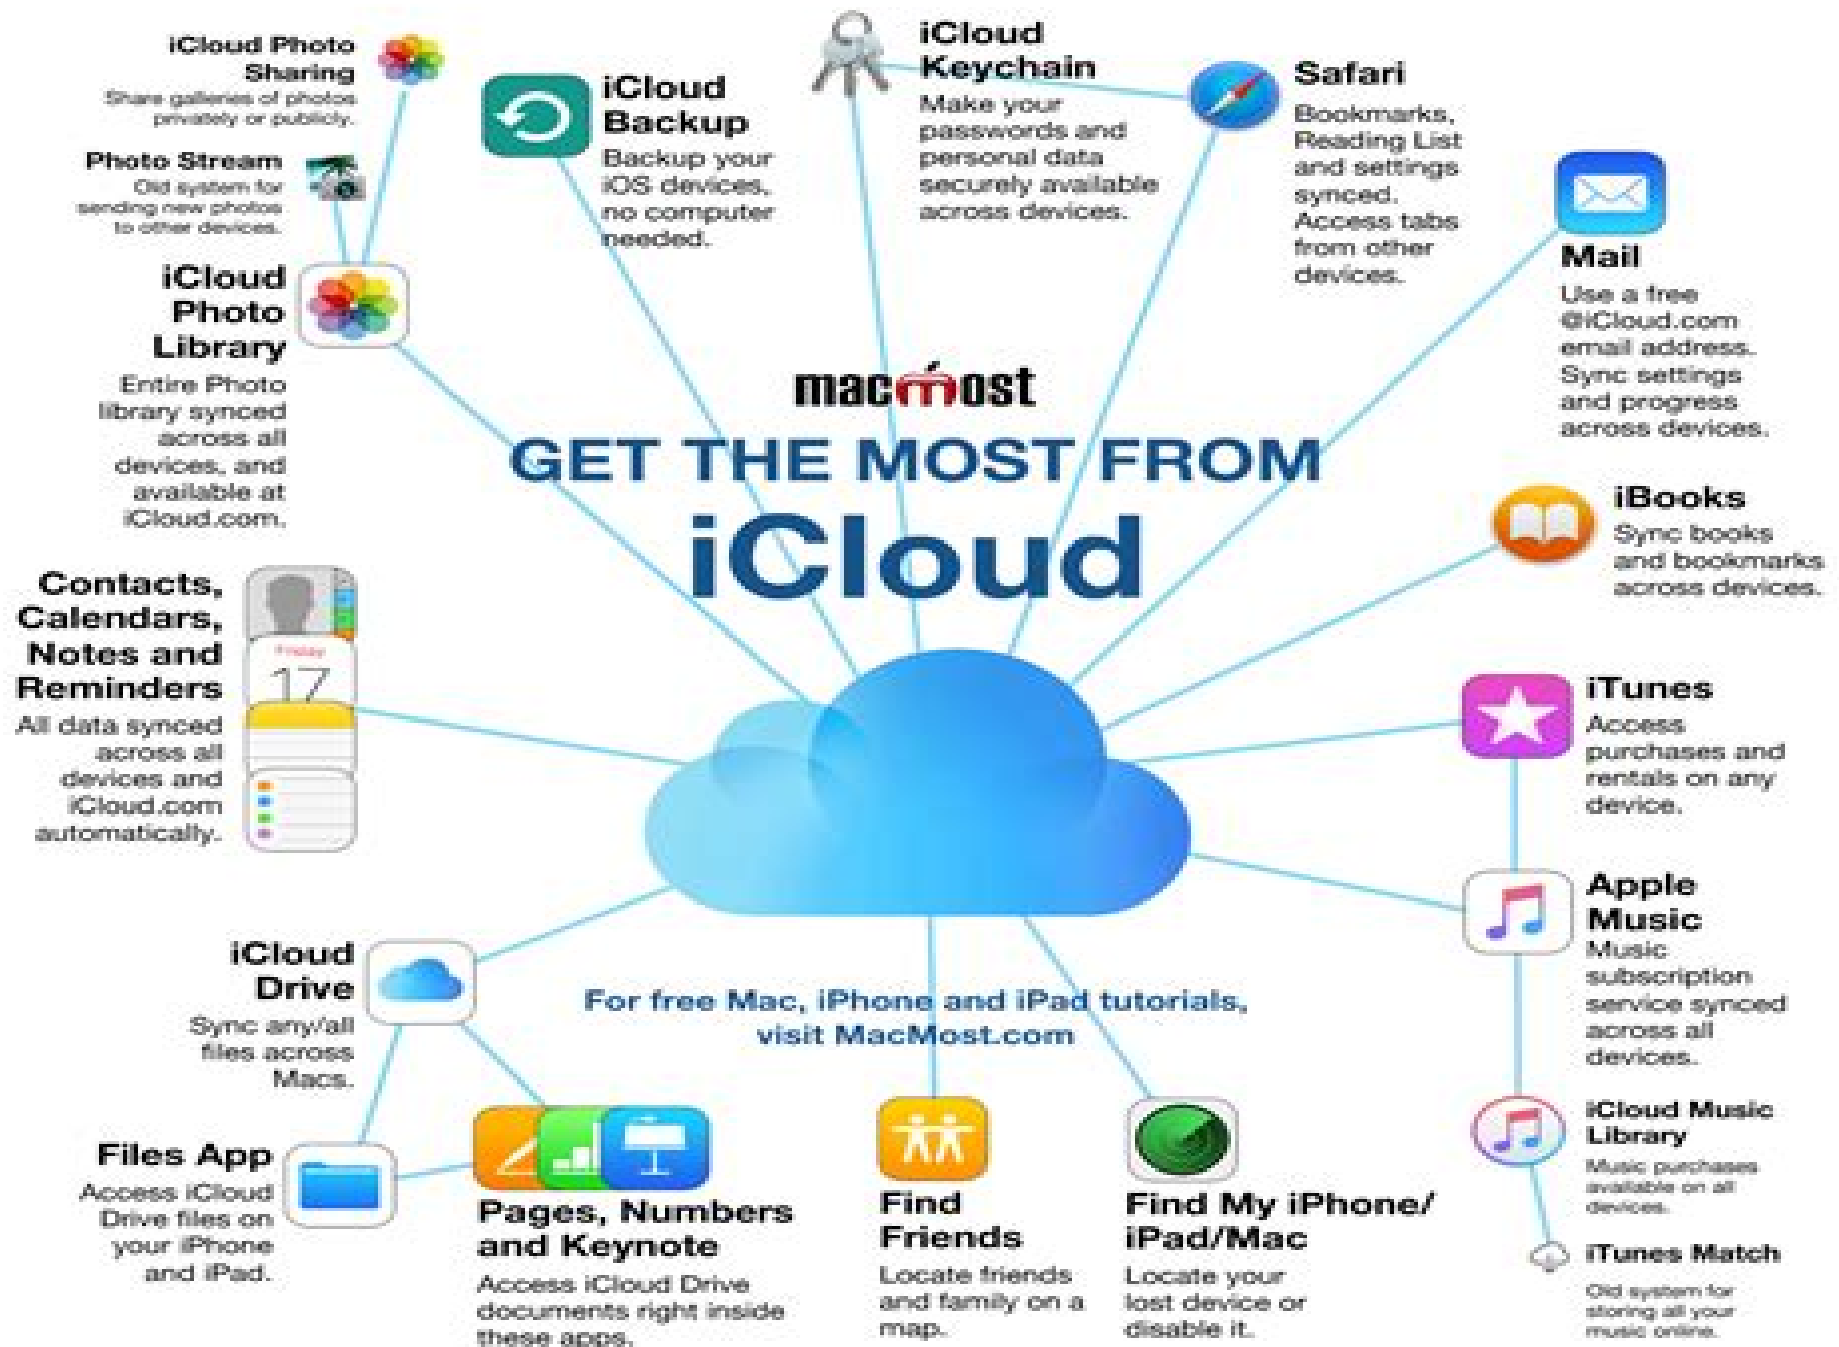 iCloud Photo
Sharing
Share galleries of photos
privately or publicly.
Photo Stream
Old system for
sending new photos
to other devices.
iCloud
Photo
Library
Entire Photo
library synced
across all
devices, and
available at
iCloud.com.
iCloud
Backup
Backup your
iOS devices,
no computer
needed.
iCloud
Keychain
Make your
passwords and
personal data
securely available
across devices.
Safari
Bookmarks,
Reading List
and settings
synced.
Access tabs
from other
devices.
Mail
Use a free
@iCloud.com
email address.
Sync settings
and progress
across devices.
macmost
GET THE MOST FROM
iCloud
iBooks
Sync books
and bookmarks
across devices.
Contacts,
Calendars,
Notes and
Reminders
All data synced
across all
devices and
iCloud.com
automatically.
Friday
17
iTunes
Access
purchases and
rentals on any
device.
Apple
Music
Music
subscription
service synced
across all
devices.
iCloud Music
Library
Music purchases
available on all
devices.
iTunes Match
Old system for
storing all your
music online.
iCloud
Drive
Sync any/all
files across
Macs.
For free Mac, iPhone and iPad tutorials,
visit MacMost.com
Files App
Access iCloud
Drive files on
your iPhone
and iPad.
Pages, Numbers
and Keynote
Access iCloud Drive
documents right inside
these apps.
Find
Friends
Locate friends
and family on a
map.
Find My iPhone/
iPad/Mac
Locate your
lost device or
disable it.